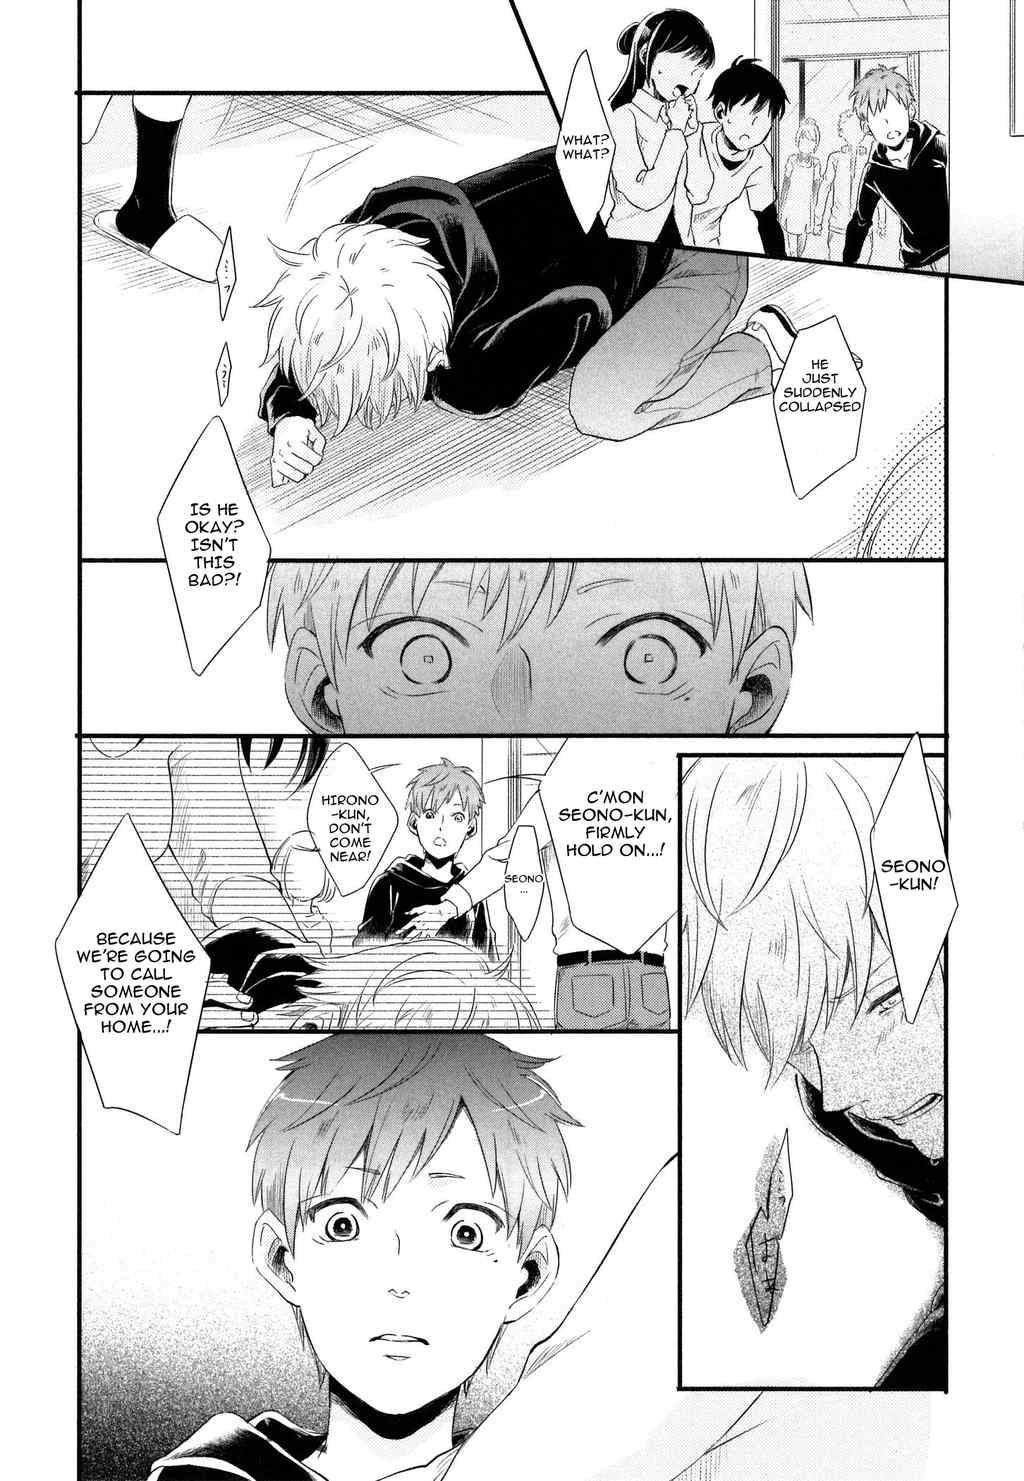 WHAT?
WHAT?
HE
JUST
SUDDENLY
COLLAPSED
IS HE
OKAY?
ISN'T
THIS
BAD?!
SEONO
-KUN!
C'MON
SEONO-KUN,
FIRMLY
HOLD ON...!
SEONO
...
HIRONO
-KUN,
DON'T
COME
NEAR!
BECAUSE
WE'RE GOING
TO CALL
SOMEONE
FROM YOUR
HOME...!